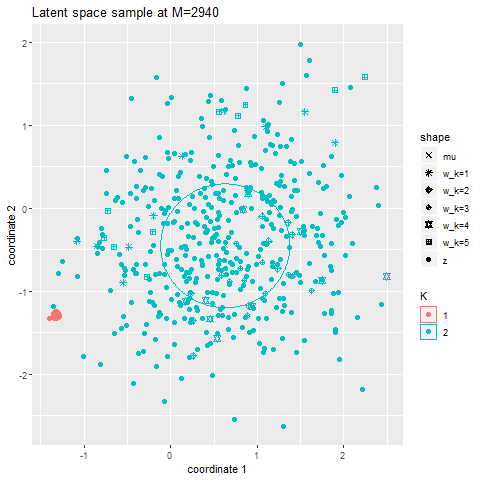 Latent space sample at M=2940
coordinate 2
2
1
0
-1
-2
-1
0
1
2
coordinate 1
shape
mu
w_k=1
w_k=2
w_k=3
w_k=4
w_k=5
z
K
1
2